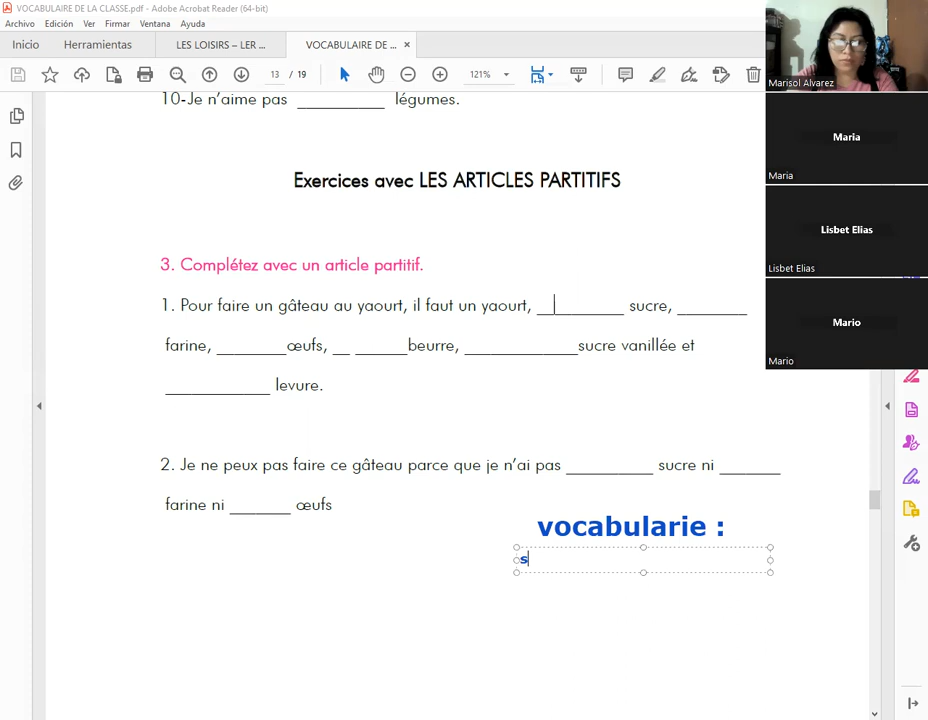 VOCABULAIRE DE LA CLASSE.pdf - Adobe Acrobat Reader (64-bit)
Archivo Edición Ver Firmar Ventana Ayuda
Inicio Herramientas LES LOISIRS – LER ... VOCABULAIRE DE ... ×
13 / 19 121%
10-Je n'aime pas __________ légumes.
Exercices avec LES ARTICLES PARTITIFS
3. Complétez avec un article partitif.
1. Pour faire un gâteau au yaourt, il faut un yaourt, __________ sucre, ________
farine, ________œufs, __ ______beurre, _____________sucre vanillée et
____________ levure.
2. Je ne peux pas faire ce gâteau parce que je n'ai pas __________ sucre ni _______
farine ni _______ œufs
vocabularie :
s
Marisol Alvarez
Maria
Maria
Lisbet Elias
Lisbet Elias
Mario
Mario